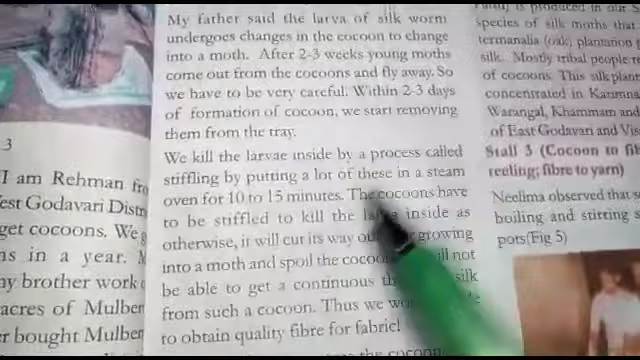 My father said the larva of silk worm
undergoes changes in the cocoon to change
into a moth. After 2-3 weeks young moths
come out from the cocoons and fly away. So
we have to be very careful. Within 2-3 days
of formation of cocoon, we start removing
them from the tray.
We kill the larvae inside by a process called
stiffling by putting a lot of these in a steam
oven for 10 to 15 minutes. The cocoons have
to be stiffled to kill the inside as
otherwise, it will cut its way growing
into a moth and spoil the not
be able to get a continuous silk
from such a cocoon. Thus we
to obtain quality fibre for fabric!
3
I am Rehman
est Godavari
get cocoons. We
ns in a year.
y brother work
acres of
r bought
is produced in our
species of silk moths that
termanalia (oak) plantation
silk. Mostly tribal people
of cocoons. This silk
concentrated in
Warangal, Khammam and
of East Godavari and
Stall 3 (Cocoon to
reeling; fibre to yarn)
Neelima observed that
boiling and stirring
pots(Fig 5)